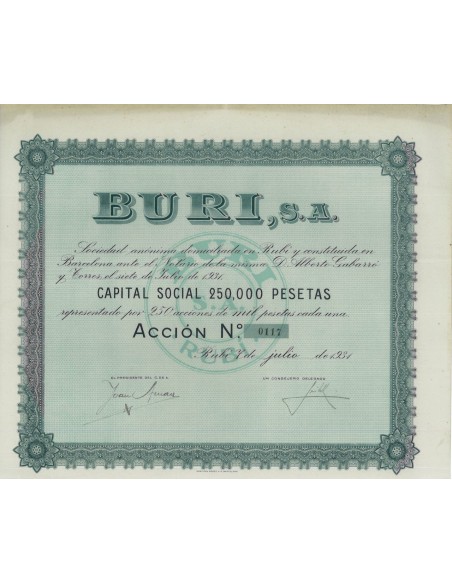 BURI, S.A.
Sociedad anónima domiciliada en Rubí y constituida en
Barcelona ante el Notario de la misma D. Alberto Gabarró
y Torres el siete de Julio de 1931.
CAPITAL SOCIAL 250.000 PESETAS
representado por 250 acciones de mil pesetas cada una.
ACCIÓN N.º 0117
Rubí 8 de julio de 1931
EL PRESIDENTE DEL C. DE A. UN CONSEJERO DELEGADO
S.A.
RUBÍ